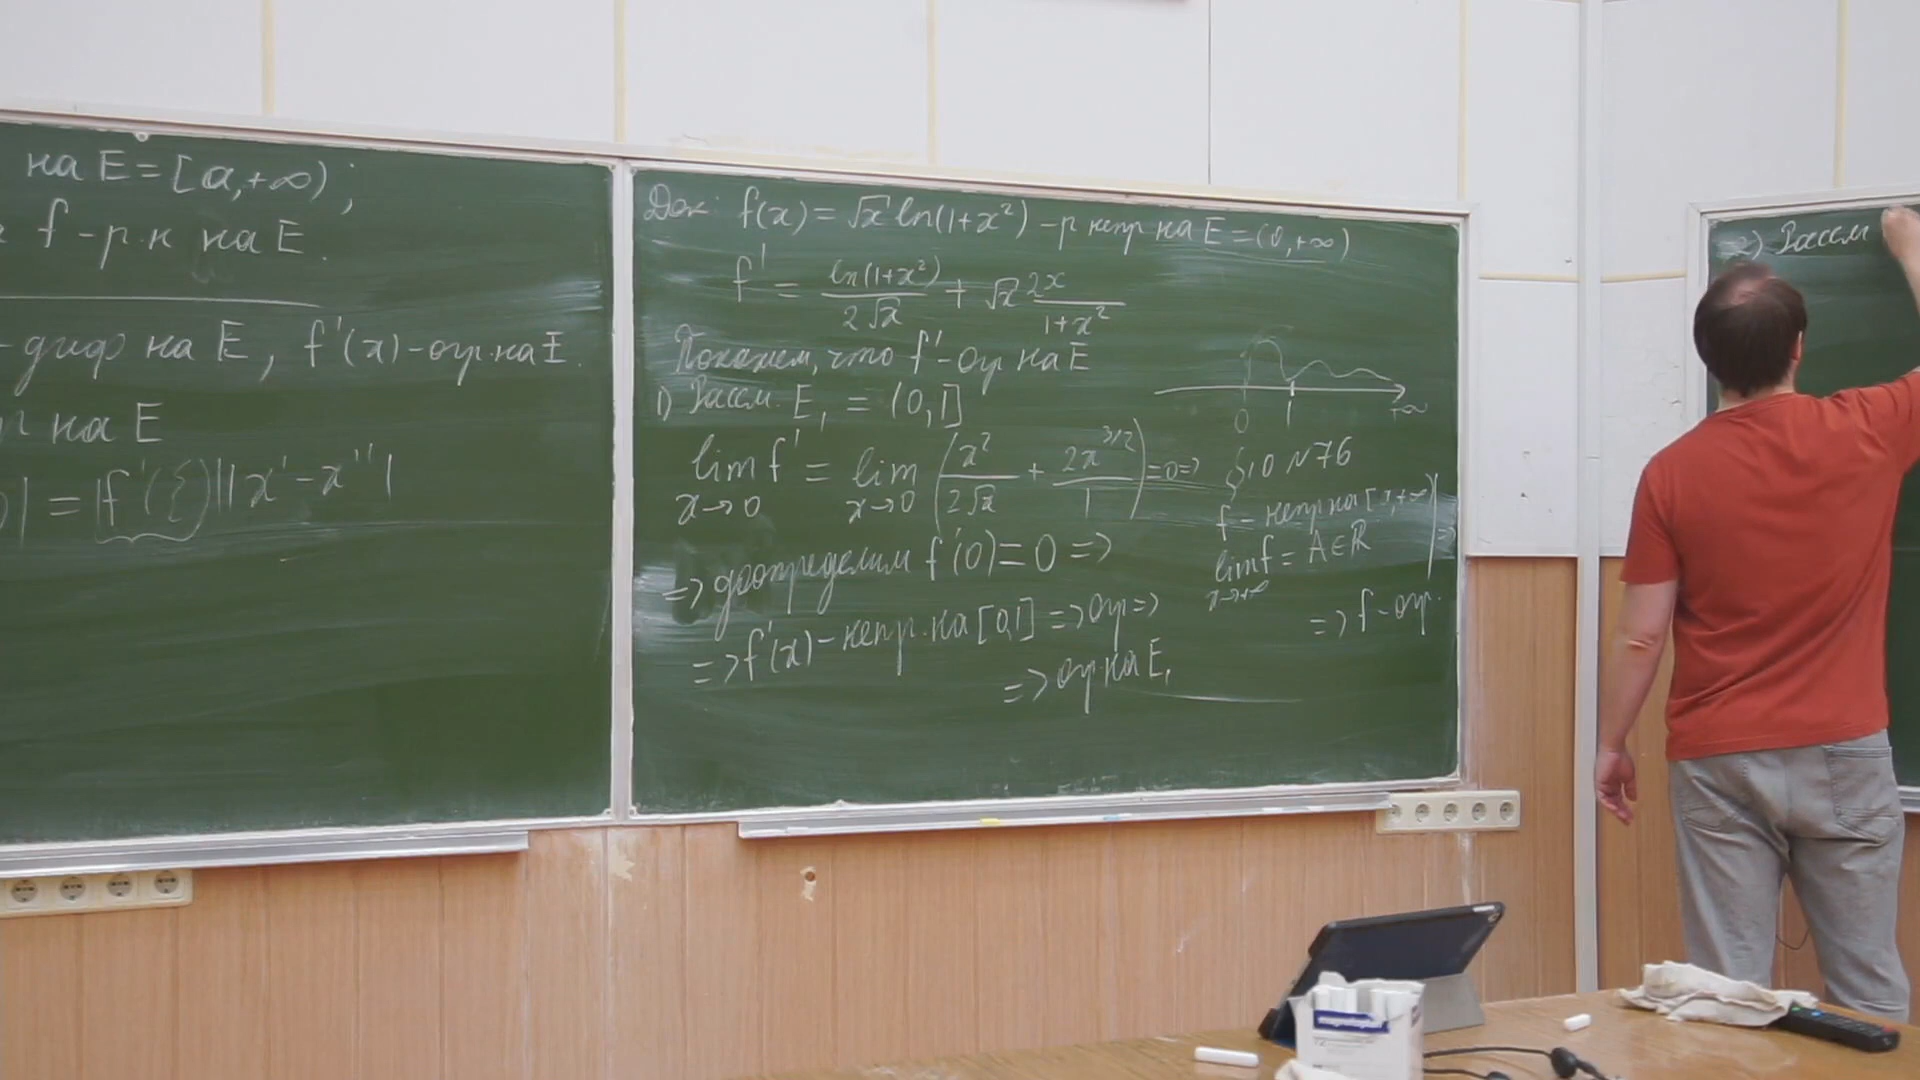 на E = [a, +∞);
f - р.н на E.
- диф на E, f'(x) - огр. на E.
на E
| = |f'(ξ)||x' - x''|
Док: f(x) = √x ln(1+x²) - р непр на E = (0, +∞)
f' = ln(1+x²)/2√x + √x 2x/1+x²
Покажем, что f' - огр на E
1) Рассм. E₁ = (0,1]
lim f' = lim (x²/2√x + 2x^3/2/1) = 0 =>
x→0 x→0
=> доопределим f'(0) = 0 =>
=> f'(x) - непр. на [0,1] => огр =>
=> огр на E₁
0 1 +∞
§10 №76
f - непр на [ , +∞)
lim f = A ∈ ℝ =>
x→+∞
=> f - огр.
2) Рассм